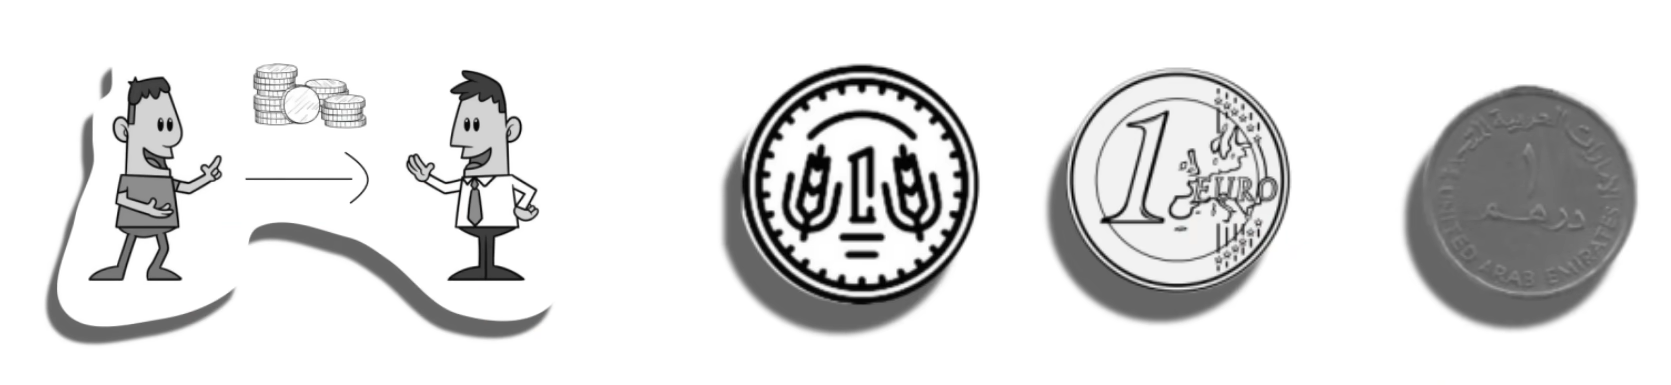 1
1
EURO
الإمارات العربية المتحدة
١
درهم
UNITED ARAB EMIRATES